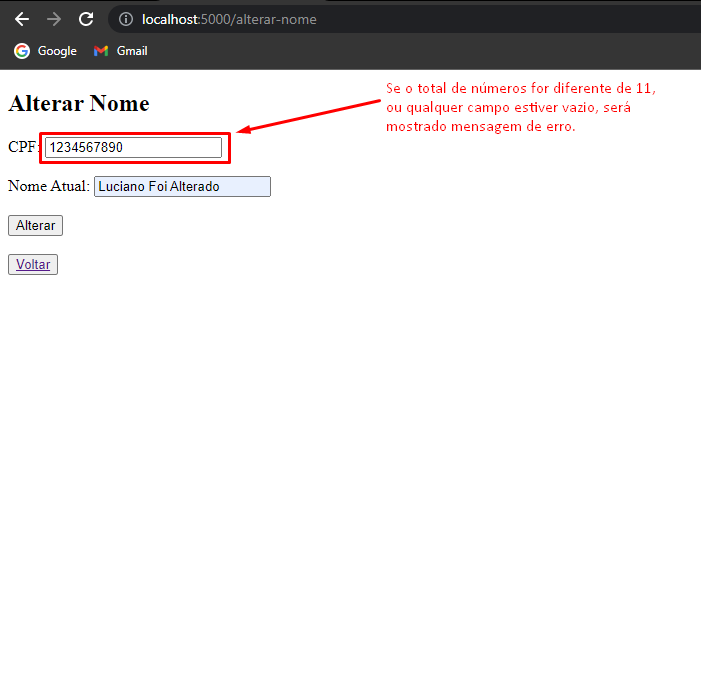 localhost:5000/alterar-nome
Google
Gmail
Alterar Nome
Se o total de números for diferente de 11,
ou qualquer campo estiver vazio, será
mostrado mensagem de erro.
CPF: 1234567890
Nome Atual: Luciano Foi Alterado
Alterar
Voltar